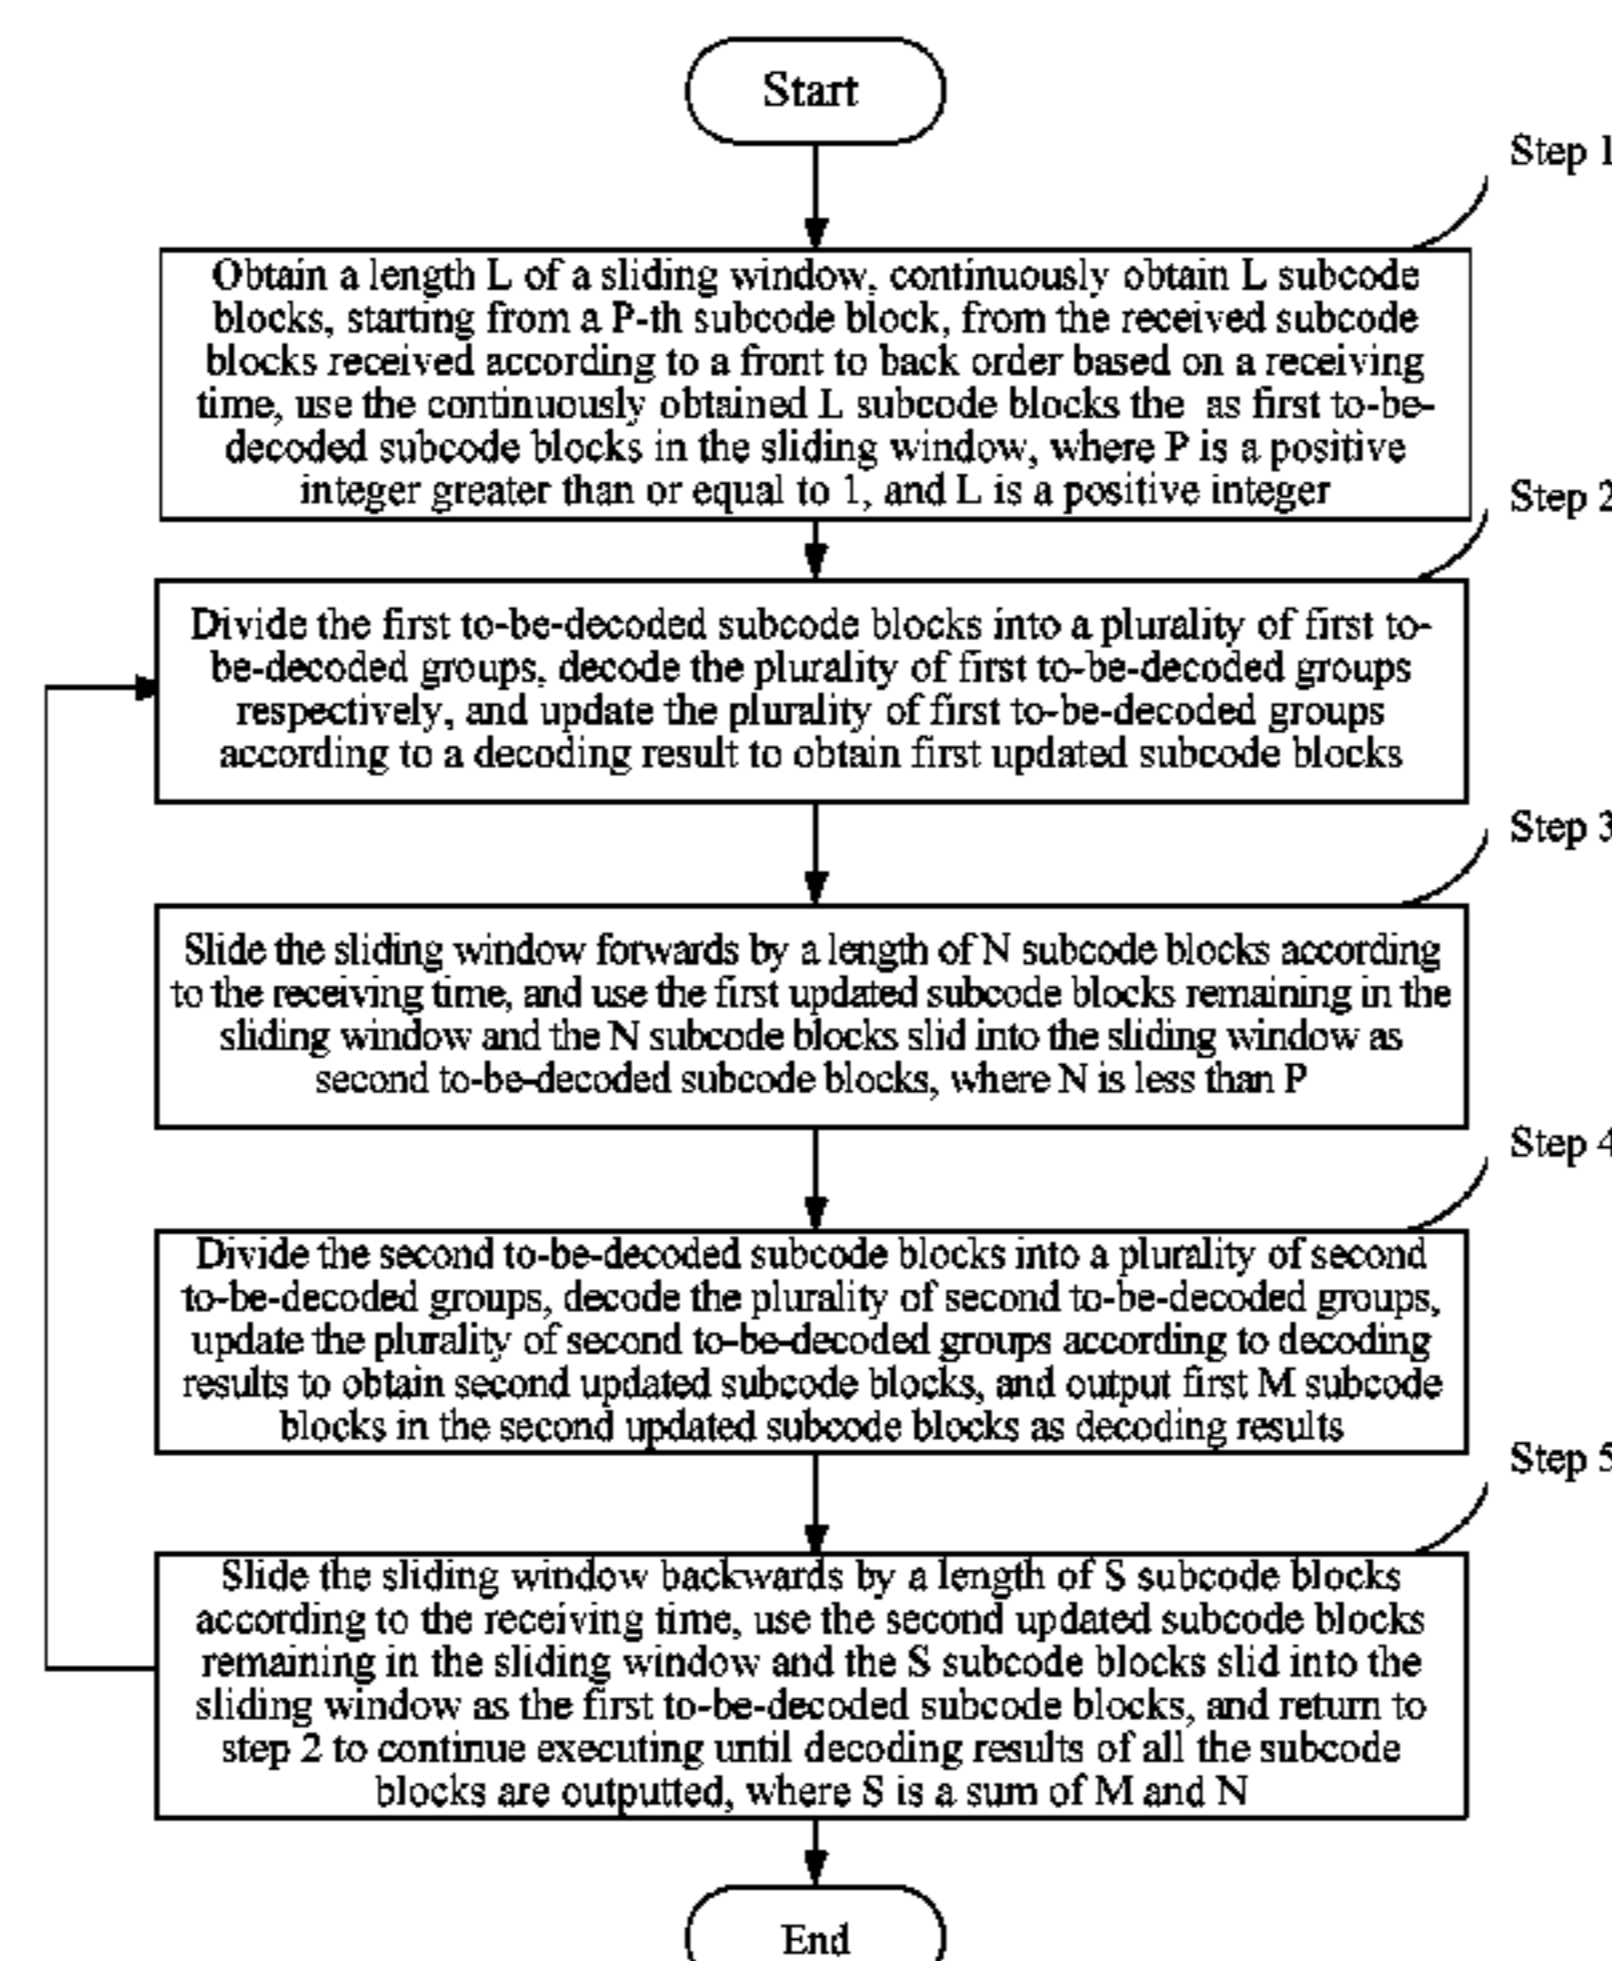 Start
Step 1
Obtain a length L of a sliding window, continuously obtain L subcode
blocks, starting from a P-th subcode block, from the received subcode
blocks received according to a front to back order based on a receiving
time, use the continuously obtained L subcode blocks the as first to-be-
decoded subcode blocks in the sliding window, where P is a positive
integer greater than or equal to 1, and L is a positive integer
Step 2
Divide the first to-be-decoded subcode blocks into a plurality of first to-
be-decoded groups, decode the plurality of first to-be-decoded groups
respectively, and update the plurality of first to-be-decoded groups
according to a decoding result to obtain first updated subcode blocks
Step 3
Slide the sliding window forwards by a length of N subcode blocks according
to the receiving time, and use the first updated subcode blocks remaining in the
sliding window and the N subcode blocks slid into the sliding window as
second to-be-decoded subcode blocks, where N is less than P
Step 4
Divide the second to-be-decoded subcode blocks into a plurality of second
to-be-decoded groups, decode the plurality of second to-be-decoded groups,
update the plurality of second to-be-decoded groups according to decoding
results to obtain second updated subcode blocks, and output first M subcode
blocks in the second updated subcode blocks as decoding results
Step 5
Slide the sliding window backwards by a length of S subcode blocks
according to the receiving time, use the second updated subcode blocks
remaining in the sliding window and the S subcode blocks slid into the
sliding window as the first to-be-decoded subcode blocks, and return to
step 2 to continue executing until decoding results of all the subcode
blocks are outputted, where S is a sum of M and N
End